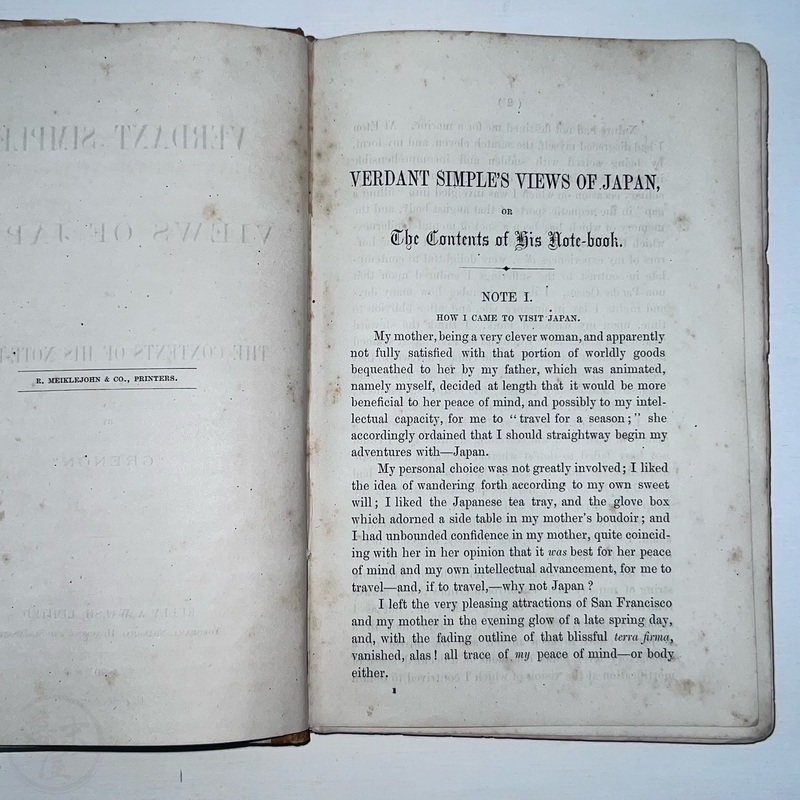 R. MEIKLEJOHN & CO., PRINTERS.
VERDANT SIMPLE'S VIEWS OF JAPAN,
OR
The Contents of His Note-book.
NOTE I.
HOW I CAME TO VISIT JAPAN.
My mother, being a very clever woman, and apparently
not fully satisfied with that portion of worldly goods
bequeathed to her by my father, which was animated,
namely myself, decided at length that it would be more
beneficial to her peace of mind, and possibly to my intel-
lectual capacity, for me to "travel for a season;" she
accordingly ordained that I should straightway begin my
adventures with—Japan.
My personal choice was not greatly involved; I liked
the idea of wandering forth according to my own sweet
will; I liked the Japanese tea tray, and the glove box
which adorned a side table in my mother's boudoir; and
I had unbounded confidence in my mother, quite coincid-
ing with her in her opinion that it was best for her peace
of mind and my own intellectual advancement, for me to
travel—and, if to travel,—why not Japan?
I left the very pleasing attractions of San Francisco
and my mother in the evening glow of a late spring day,
and, with the fading outline of that blissful terra firma,
vanished, alas! all trace of my peace of mind—or body
either.
1